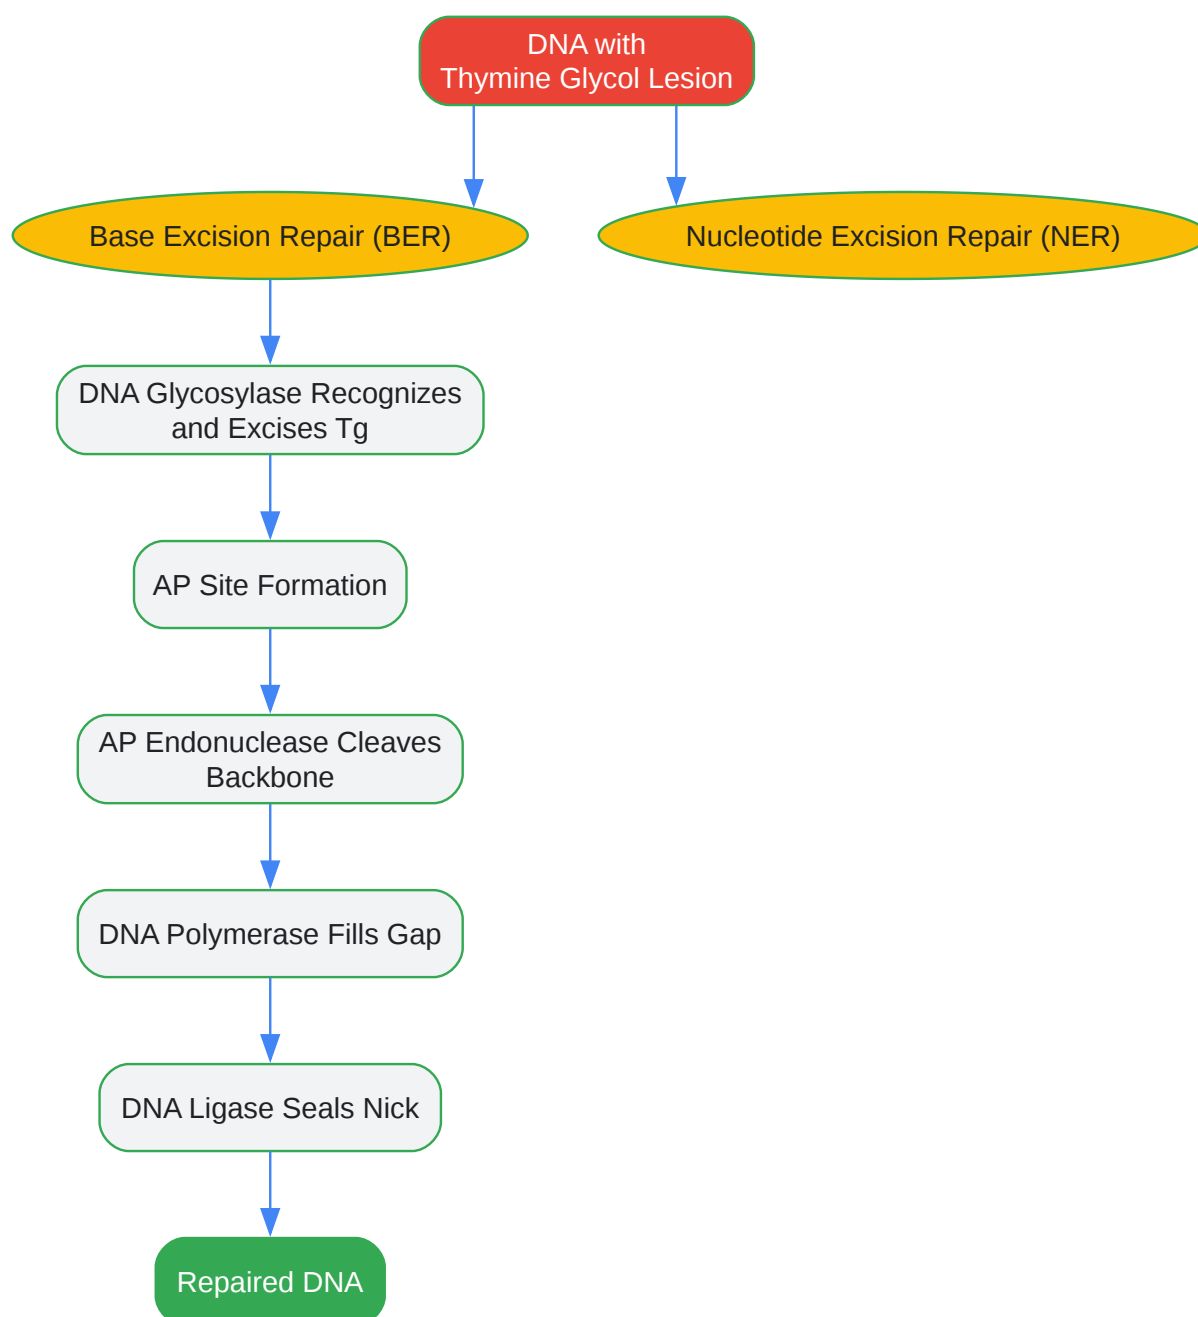 DNA with
Thymine Glycol Lesion
Base Excision Repair (BER)
Nucleotide Excision Repair (NER)
DNA Glycosylase Recognizes
and Excises Tg
AP Site Formation
AP Endonuclease Cleaves
Backbone
DNA Polymerase Fills Gap
DNA Ligase Seals Nick
Repaired DNA